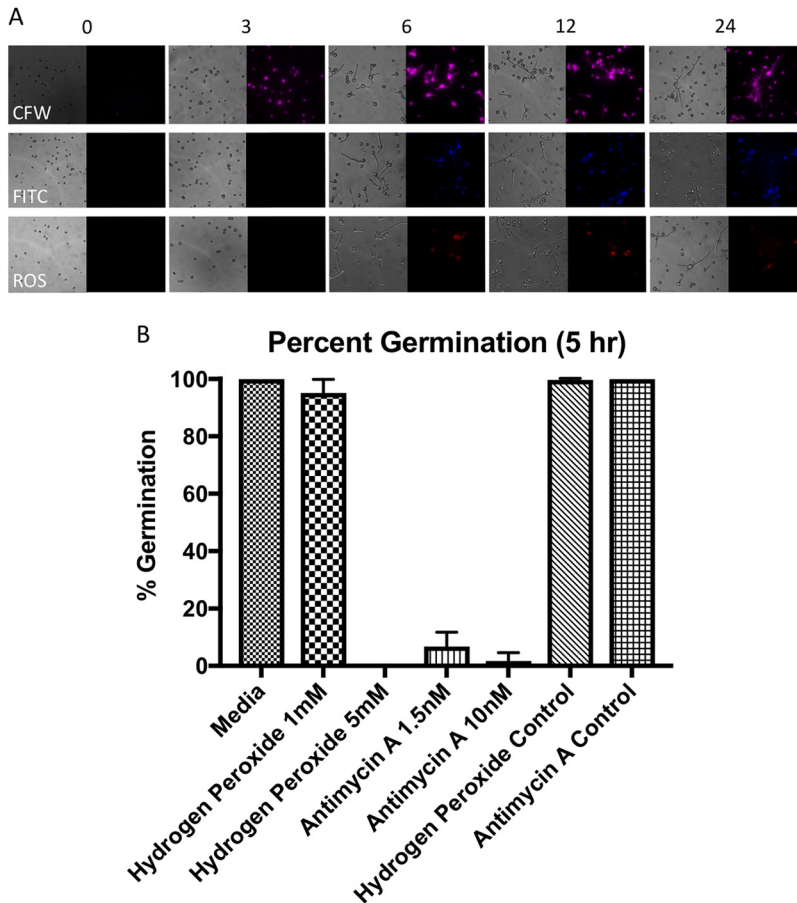 A
0 3 6 12 24
CFW
FITC
ROS
B
Percent Germination (5 hr)
% Germination
100
80
60
40
20
0
Media
Hydrogen Peroxide 1mM
Hydrogen Peroxide 5mM
Antimycin A 1.5nM
Antimycin A 10nM
Hydrogen Peroxide Control
Antimycin A Control